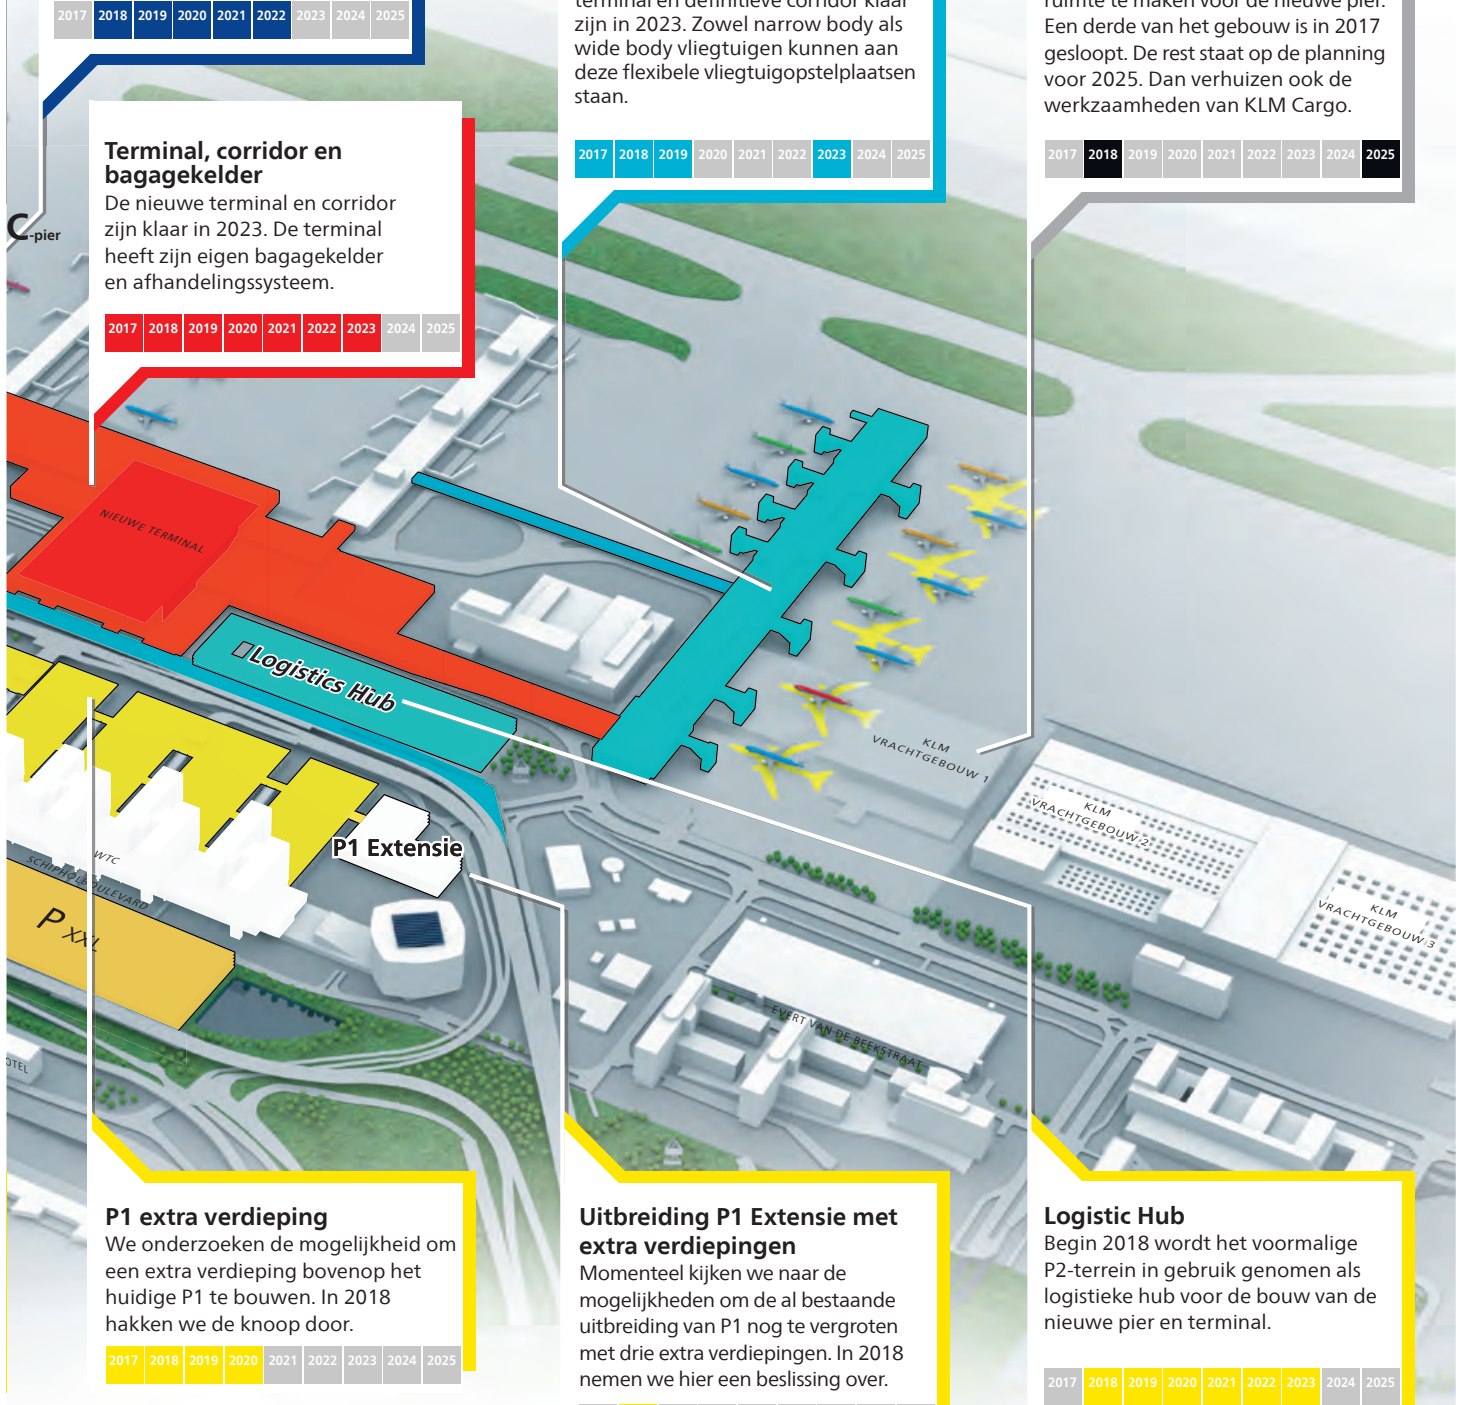 2017 2018 2019 2020 2021 2022 2023 2024 2025
terminal en definitieve corridor klaar
zijn in 2023. Zowel narrow body als
wide body vliegtuigen kunnen aan
deze flexibele vliegtuigopstelplaatsen
staan.
2017 2018 2019 2020 2021 2022 2023 2024 2025
ruimte te maken voor de nieuwe pier.
Een derde van het gebouw is in 2017
gesloopt. De rest staat op de planning
voor 2025. Dan verhuizen ook de
werkzaamheden van KLM Cargo.
2017 2018 2019 2020 2021 2022 2023 2024 2025
Terminal, corridor en
bagagekelder
De nieuwe terminal en corridor
zijn klaar in 2023. De terminal
heeft zijn eigen bagagekelder
en afhandelingssysteem.
2017 2018 2019 2020 2021 2022 2023 2024 2025
C-pier
NIEUWE TERMINAL
Logistics Hub
KLM
VRACHTGEBOUW 1
KLM
VRACHTGEBOUW 2
KLM
VRACHTGEBOUW 3
P1 Extensie
WTC
SCHIPHOLBOULEVARD
P XXL
EVERT VAN DE BEEKSTRAAT
OTEL
P1 extra verdieping
We onderzoeken de mogelijkheid om
een extra verdieping bovenop het
huidige P1 te bouwen. In 2018
hakken we de knoop door.
2017 2018 2019 2020 2021 2022 2023 2024 2025
Uitbreiding P1 Extensie met
extra verdiepingen
Momenteel kijken we naar de
mogelijkheden om de al bestaande
uitbreiding van P1 nog te vergroten
met drie extra verdiepingen. In 2018
nemen we hier een beslissing over.
Logistic Hub
Begin 2018 wordt het voormalige
P2-terrein in gebruik genomen als
logistieke hub voor de bouw van de
nieuwe pier en terminal.
2017 2018 2019 2020 2021 2022 2023 2024 2025